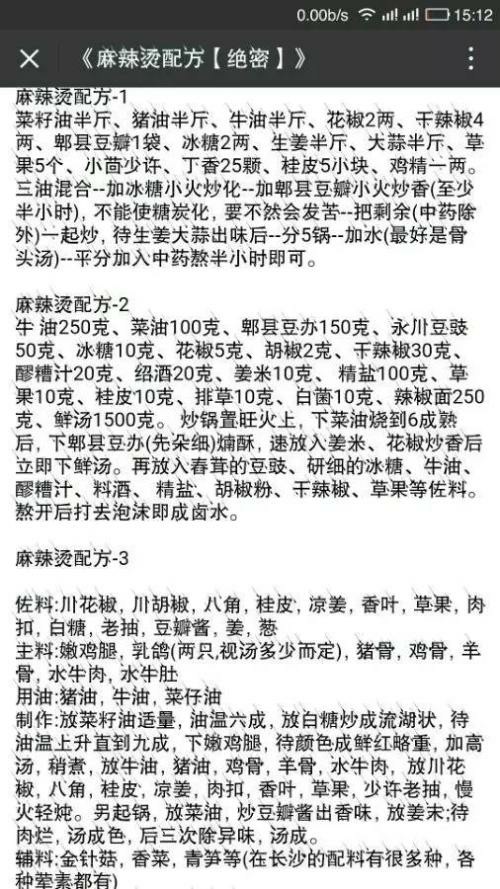 0.00b/s 15:12
《麻辣烫配方【绝密】》
麻辣烫配方-1
菜籽油半斤、猪油半斤、牛油半斤、花椒2两、干辣椒4
两、郫县豆瓣1袋、冰糖2两、生姜半斤、大蒜半斤、草
果5个、小茴少许、丁香25颗、桂皮5小块、鸡精一两。
三油混合--加冰糖小火炒化--加郫县豆瓣小火炒香(至少
半小时)，不能使糖炭化，要不然会发苦--把剩余(中药除
外)一起炒，待生姜大蒜出味后--分5锅--加水(最好是骨
头汤)--平分加入中药熬半小时即可。
麻辣烫配方-2
牛 油250克、菜油100克、郫县豆办150克、永川豆豉
50克、冰糖10克、花椒5克、胡椒2克、干辣椒30克、
醪糟汁20克、绍酒20克、姜米10克、 精盐100克、草
果10克、桂皮10克、排草10克、白菌10克、辣椒面250
克、鲜汤1500克。 炒锅置旺火上，下菜油烧到6成熟
后，下郫县豆办(先朵细)煵酥，速放入姜米、花椒炒香后
立即下鲜汤。再放入舂茸的豆豉、研细的冰糖、牛油、
醪糟汁、料酒、 精盐、胡椒粉、干辣椒、草果等佐料。
熬开后打去泡沫即成卤水。
麻辣烫配方-3
佐料:川花椒，川胡椒，八角，桂皮，凉姜，香叶，草果，肉
扣，白糖，老抽，豆瓣酱，姜，葱
主料:嫩鸡腿，乳鸽(两只,视汤多少而定)，猪骨，鸡骨，羊
骨，水牛肉，水牛肚
用油:猪油，牛油，菜仔油
制作:放菜籽油适量，油温六成，放白糖炒成流湖状，待
油温上升直到九成，下嫩鸡腿，待颜色成鲜红略重，加高
汤，稍煮，放牛油，猪油，鸡骨，羊骨，水牛肉，放川花
椒，八角，桂皮，凉姜，肉扣，香叶，草果，少许老抽，慢
火轻炖。另起锅，放菜油，炒豆瓣酱出香味，放姜末;待
肉烂，汤成色，后三次除异味，汤成。
辅料:金针菇，香菜，青笋等(在长沙的配料有很多种，各
种荤素都有)